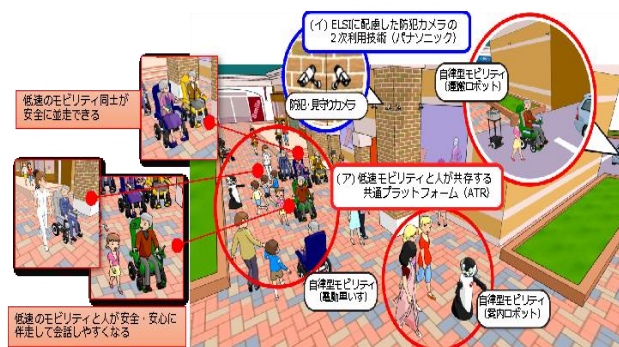 (イ) ELSIに配慮した防犯カメラの
2次利用技術（パナソニック）
防犯・見守りカメラ
自律型モビリティ
(運搬ロボット)
低速のモビリティ同士が
安全に並走できる
(ア) 低速モビリティと人が共存する
共通プラットフォーム（ATR）
自律型モビリティ
(電動車いす)
自律型モビリティ
(案内ロボット)
低速のモビリティと人が安全・安心に
伴走して会話しやすくなる